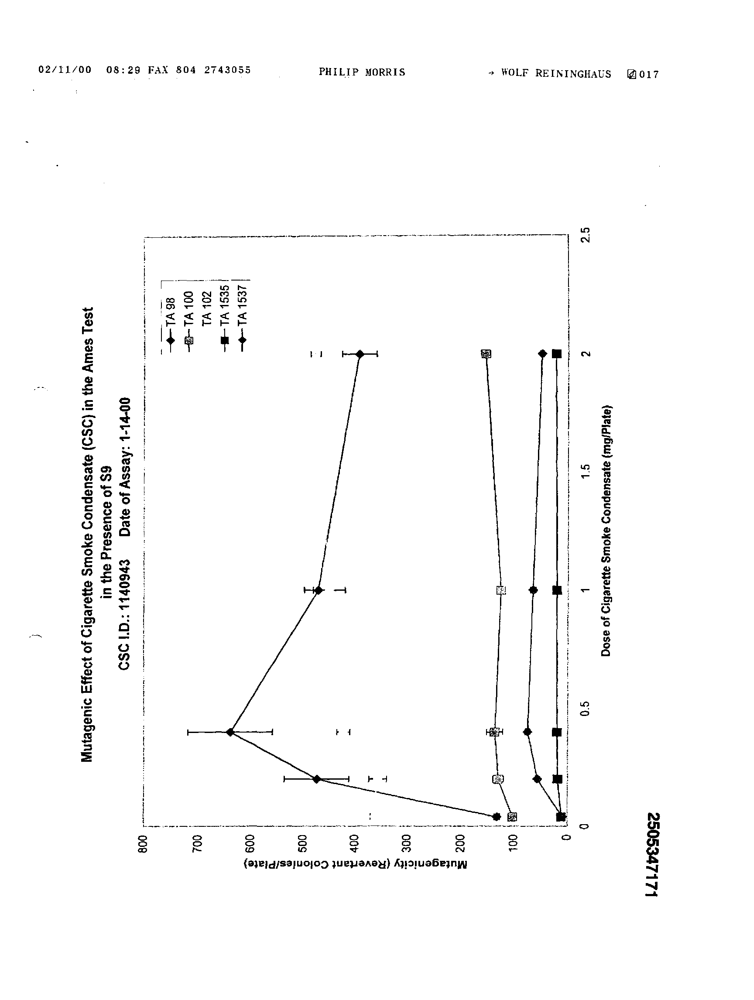 02/11/00 08:29 FAX 804 2743055 PHILIP MORRIS → WOLF REININGHAUS 017
Mutagenic Effect of Cigarette Smoke Condensate (CSC) in the Ames Test
in the Presence of S9
CSC I.D.: 1140943 Date of Assay: 1-14-00
TA 98
TA 100
TA 102
TA 1535
TA 1537
Mutagenicity (Revertant Colonies/Plate)
800
700
600
500
400
300
200
100
0
0
0.5
1
1.5
2
2.5
Dose of Cigarette Smoke Condensate (mg/Plate)
2505347171